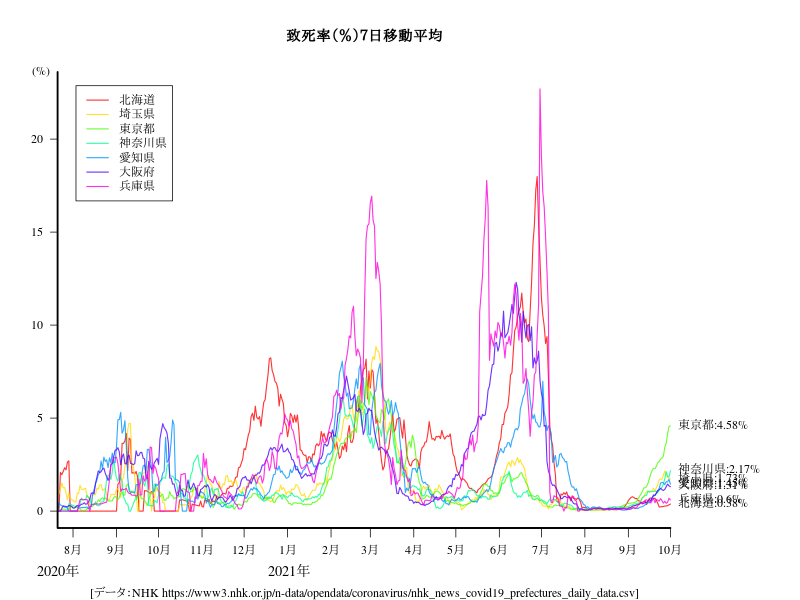 致死率(%)7日移動平均
(%)
北海道
埼玉県
東京都
神奈川県
愛知県
大阪府
兵庫県
20
15
10
5
0
東京都:4.58%
神奈川県:2.17%
兵庫県:0.6%
北海道:0.38%
8月 9月 10月 11月 12月 1月 2月 3月 4月 5月 6月 7月 8月 9月 10月
2020年 2021年
[データ:NHK https://www3.nhk.or.jp/n-data/opendata/coronavirus/nhk_news_covid19_prefectures_daily_data.csv]